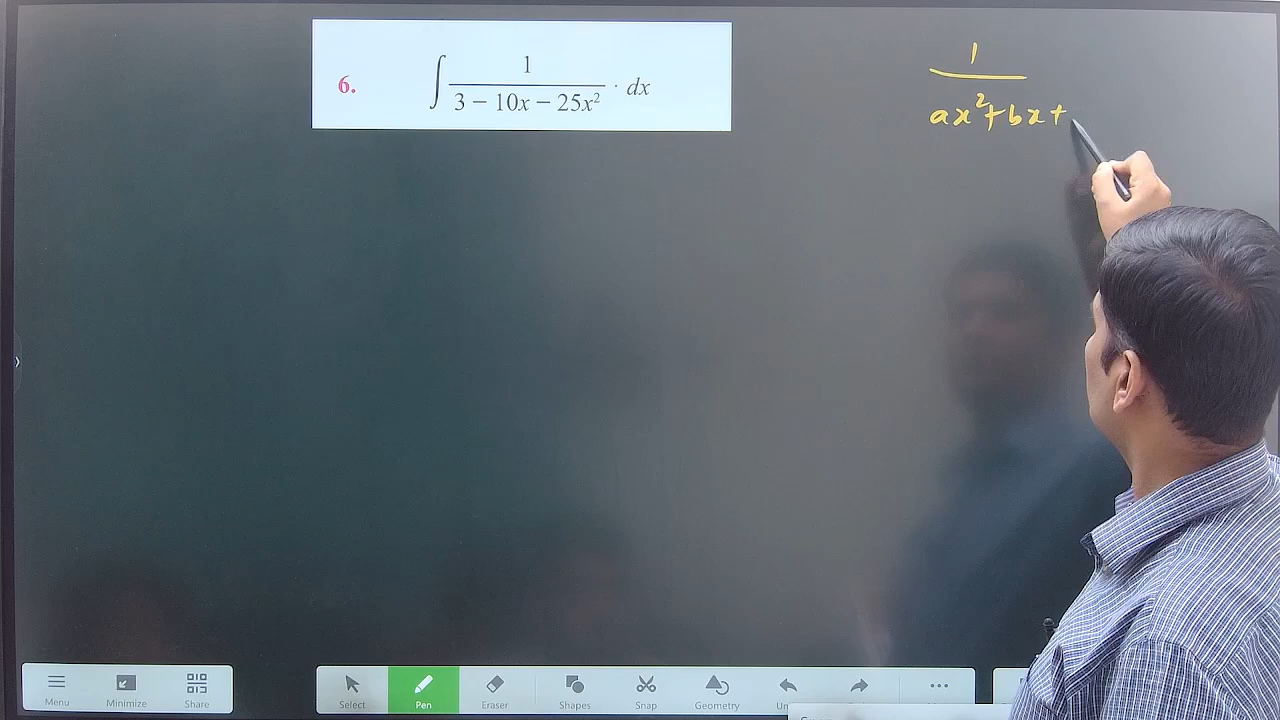 6. ∫ 1 / (3 − 10x − 25x²) · dx
1
ax²+bx+
Menu Minimize Share Select Pen Eraser Shapes Snap Geometry